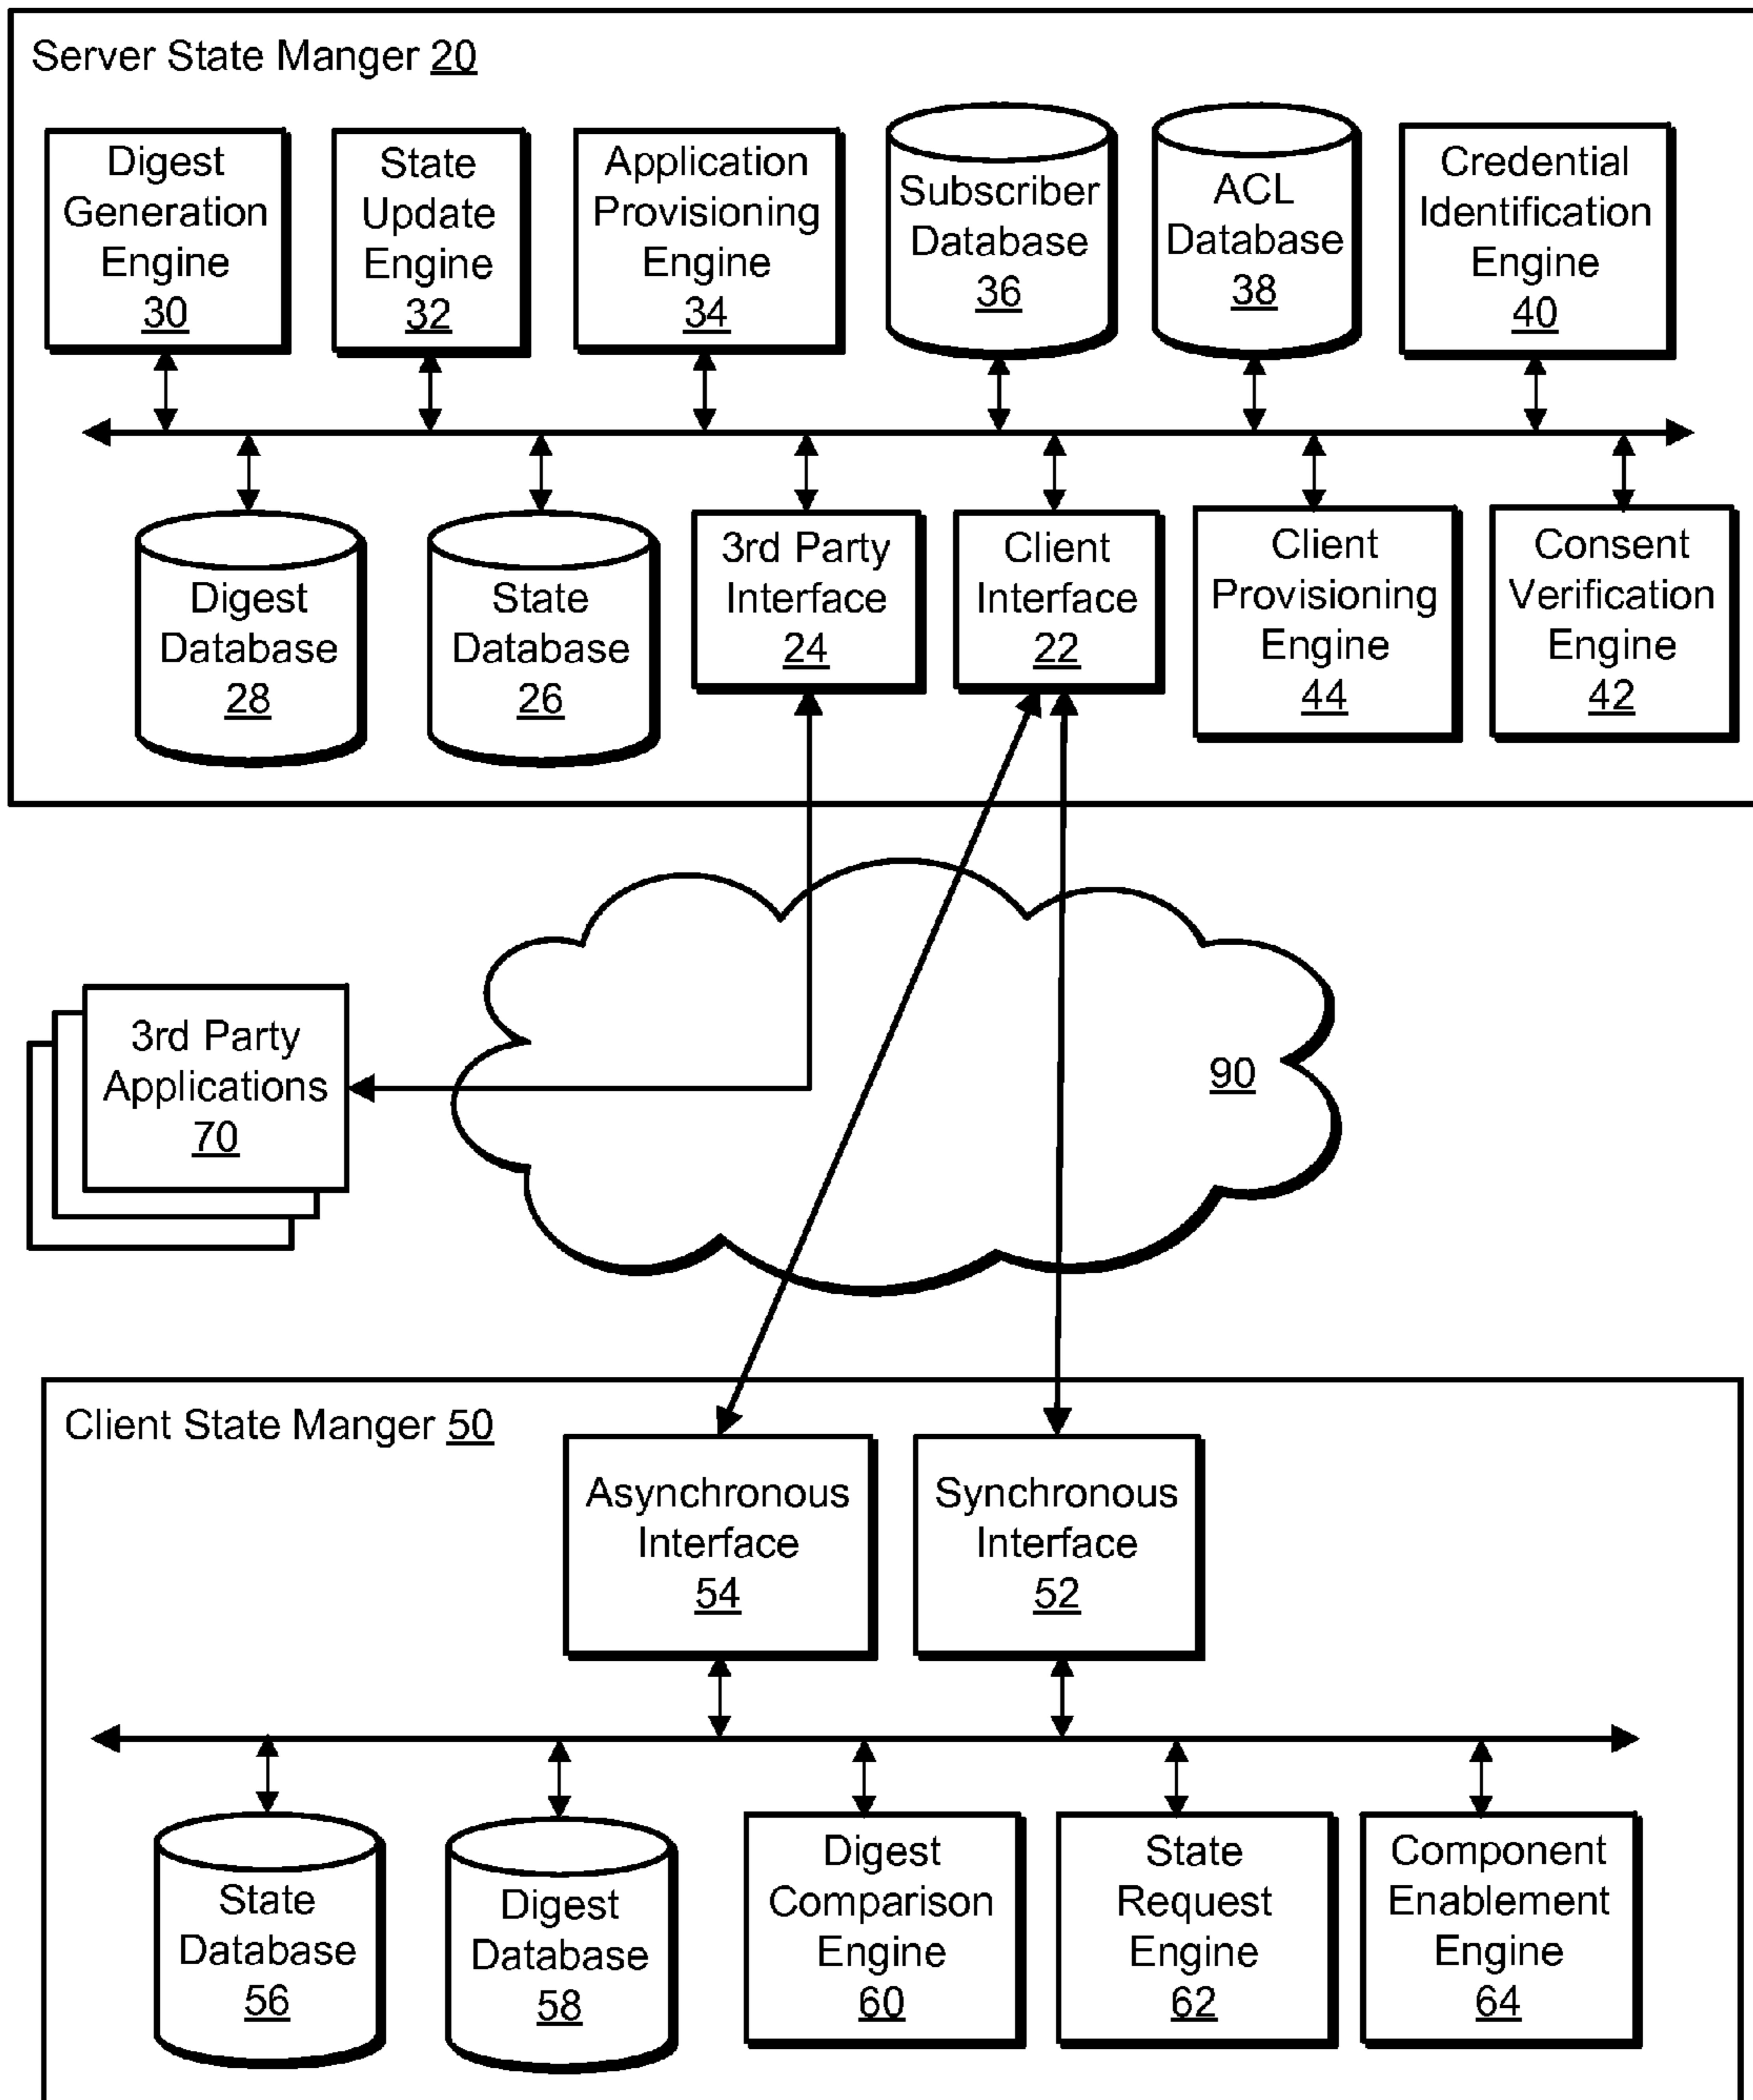 Server State Manger 20
Digest
Generation
Engine
30
State
Update
Engine
32
Application
Provisioning
Engine
34
Subscriber
Database
36
ACL
Database
38
Credential
Identification
Engine
40
Digest
Database
28
State
Database
26
3rd Party
Interface
24
Client
Interface
22
Client
Provisioning
Engine
44
Consent
Verification
Engine
42
3rd Party
Applications
70
90
Client State Manger 50
Asynchronous
Interface
54
Synchronous
Interface
52
State
Database
56
Digest
Database
58
Digest
Comparison
Engine
60
State
Request
Engine
62
Component
Enablement
Engine
64